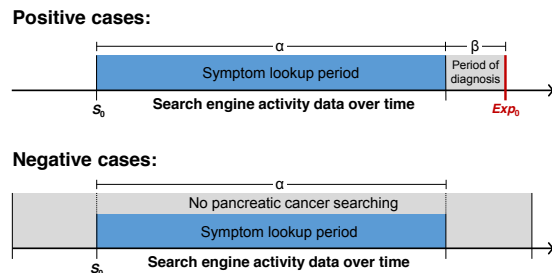 Positive cases:
α
β
Symptom lookup period
Period of
diagnosis
S0
Search engine activity data over time
Exp0
Negative cases:
α
No pancreatic cancer searching
Symptom lookup period
S0
Search engine activity data over time